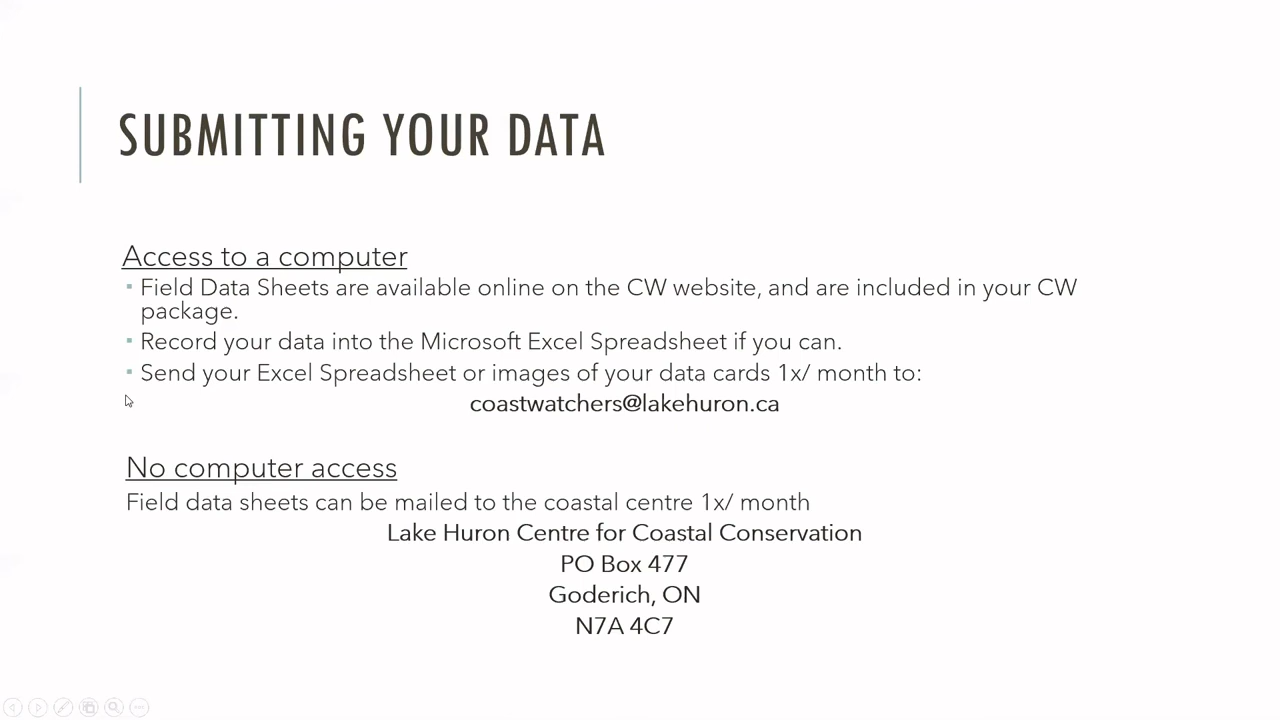 SUBMITTING YOUR DATA
Access to a computer
▪ Field Data Sheets are available online on the CW website, and are included in your CW
package.
▪ Record your data into the Microsoft Excel Spreadsheet if you can.
▪ Send your Excel Spreadsheet or images of your data cards 1x/ month to:
coastwatchers@lakehuron.ca
No computer access
Field data sheets can be mailed to the coastal centre 1x/ month
Lake Huron Centre for Coastal Conservation
PO Box 477
Goderich, ON
N7A 4C7